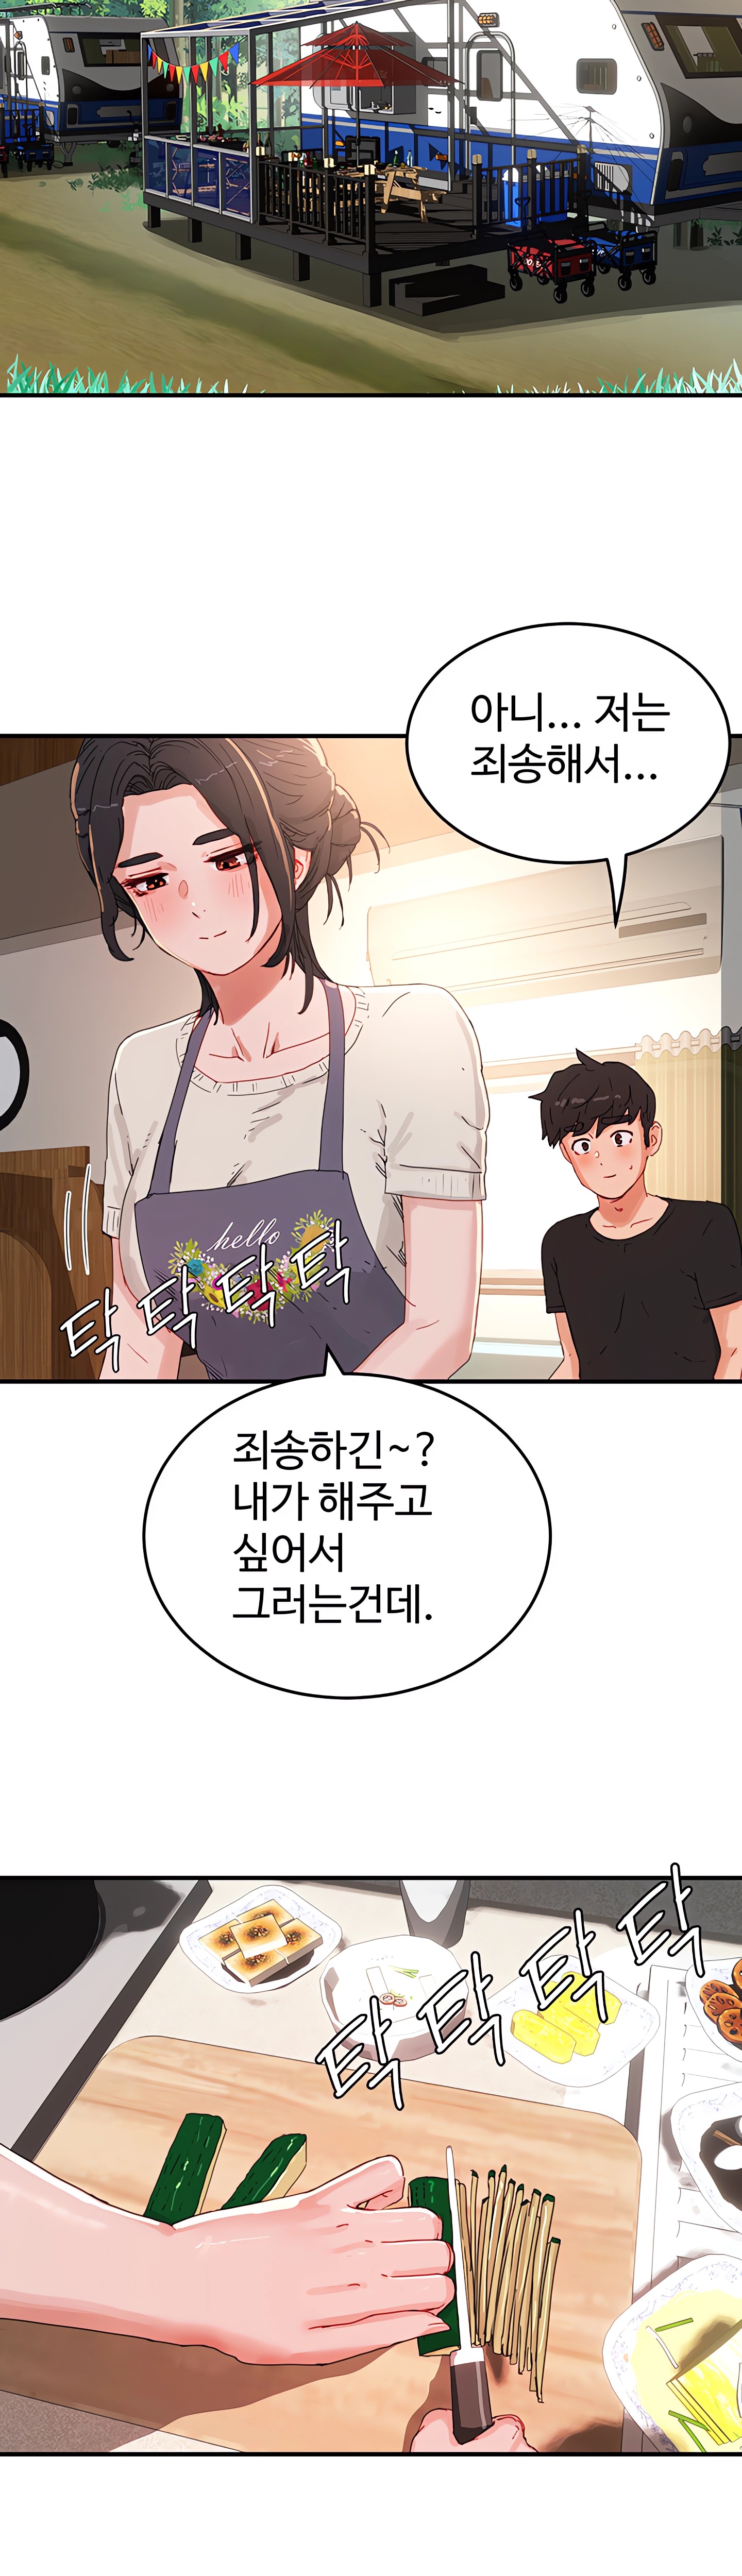 아니... 저는
죄송해서...
hello
탁 탁 탁 탁
죄송하긴~?
내가 해주고
싶어서
그러는건데.
탁 탁 탁 탁